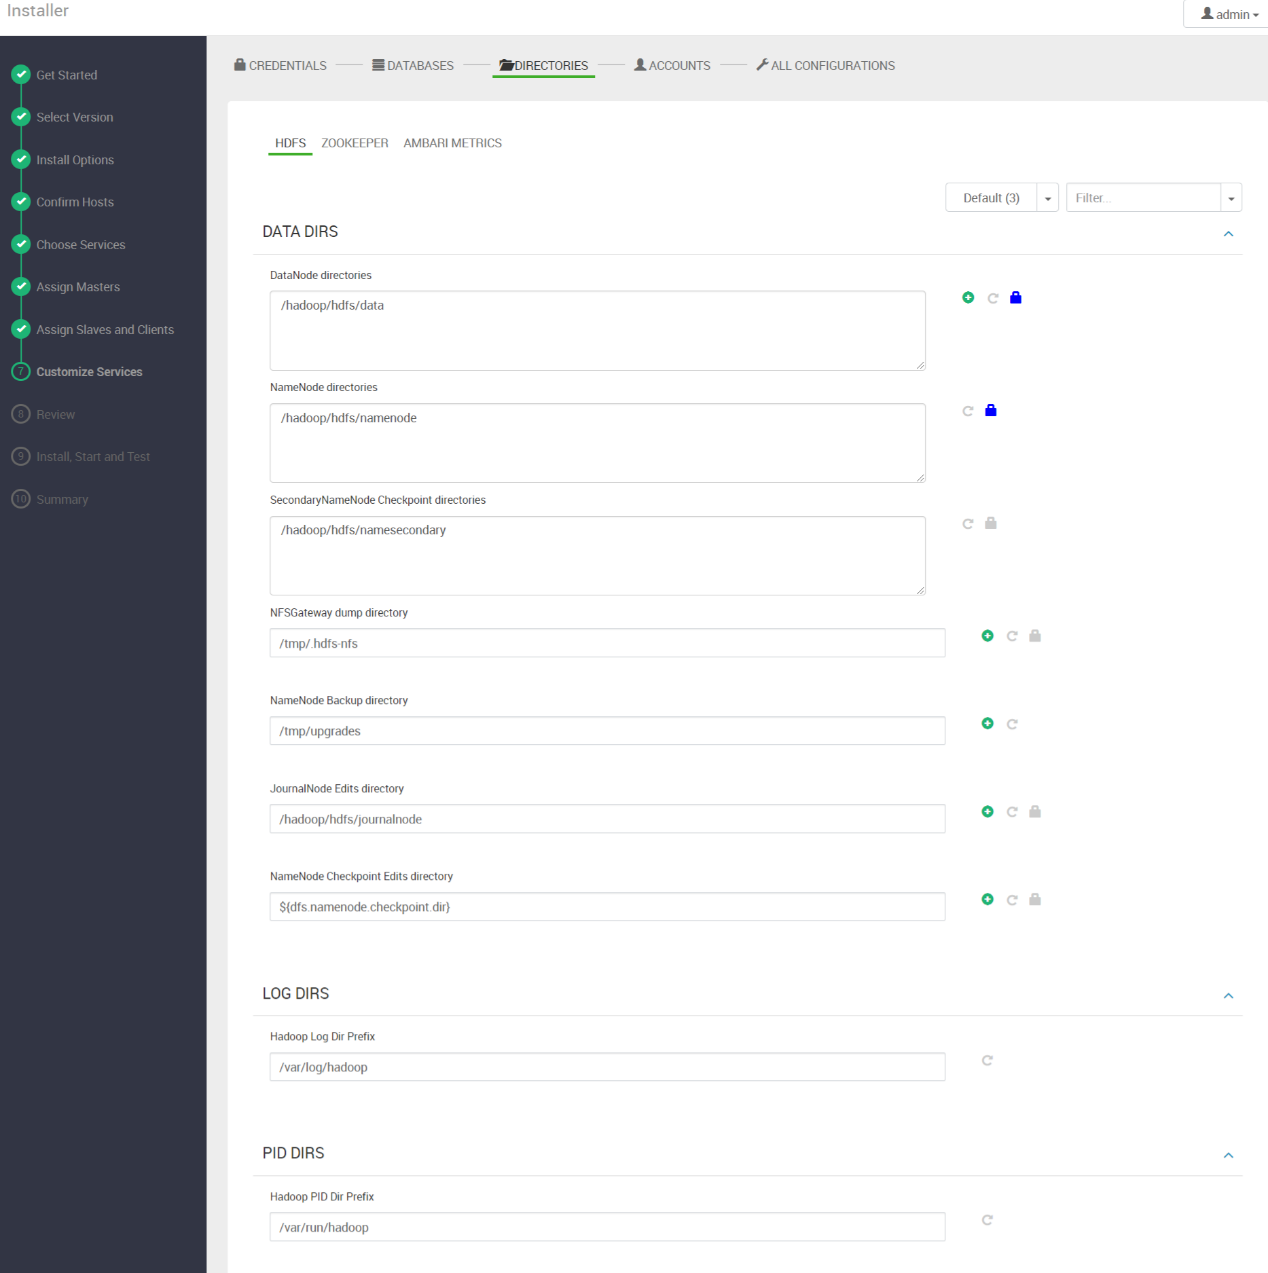 Installer
admin
Get Started
Select Version
Install Options
Confirm Hosts
Choose Services
Assign Masters
Assign Slaves and Clients
7 Customize Services
8 Review
9 Install, Start and Test
10 Summary
CREDENTIALS DATABASES DIRECTORIES ACCOUNTS ALL CONFIGURATIONS
HDFS ZOOKEEPER AMBARI METRICS
Default (3) Filter...
DATA DIRS
DataNode directories
/hadoop/hdfs/data
NameNode directories
/hadoop/hdfs/namenode
SecondaryNameNode Checkpoint directories
/hadoop/hdfs/namesecondary
NFSGateway dump directory
/tmp/.hdfs-nfs
NameNode Backup directory
/tmp/upgrades
JournalNode Edits directory
/hadoop/hdfs/journalnode
NameNode Checkpoint Edits directory
${dfs.namenode.checkpoint.dir}
LOG DIRS
Hadoop Log Dir Prefix
/var/log/hadoop
PID DIRS
Hadoop PID Dir Prefix
/var/run/hadoop